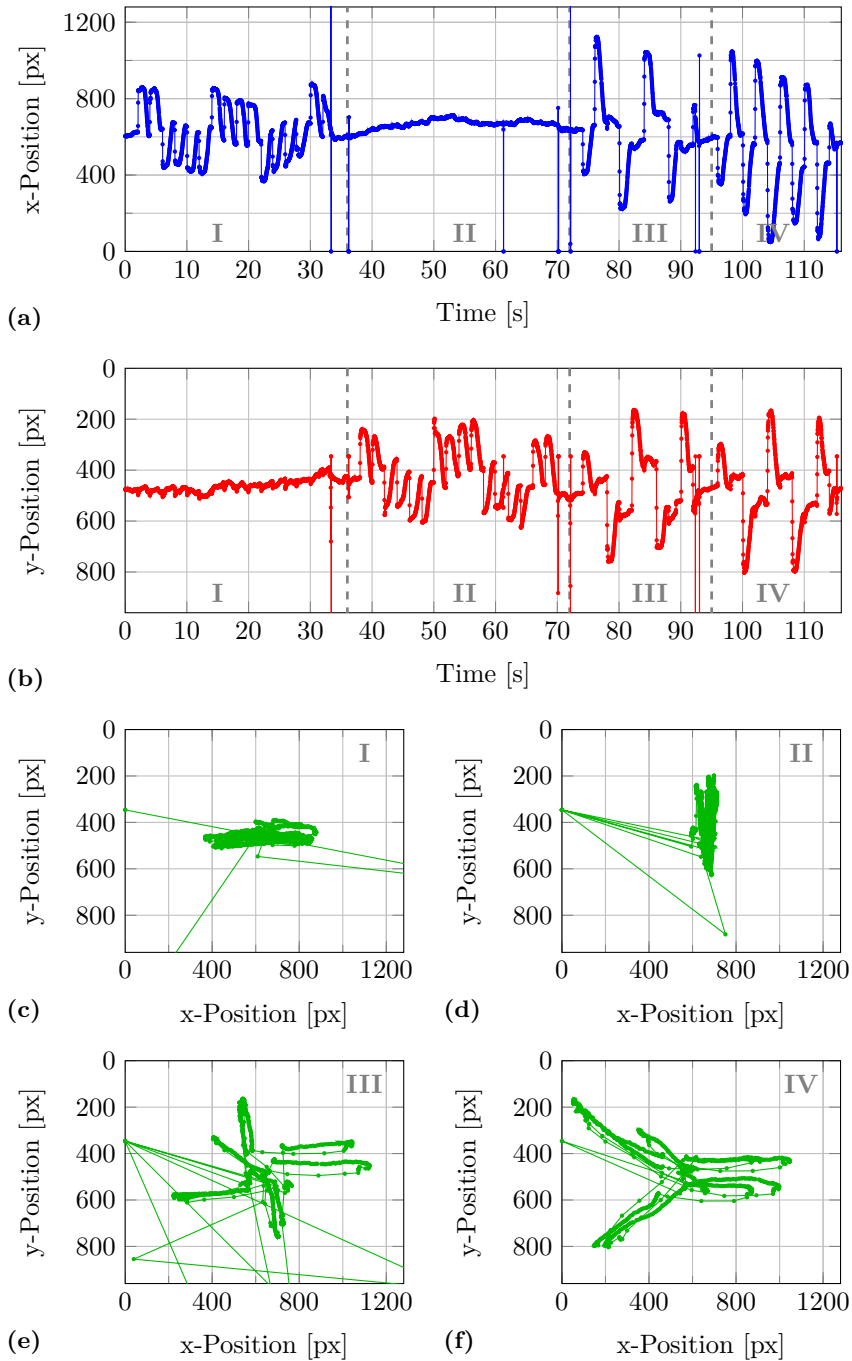 x-Position [px]
1200
800
400
0
I
II
III
IV
0 10 20 30 40 50 60 70 80 90 100 110
Time [s]
(a)
y-Position [px]
0
200
400
600
800
I
II
III
IV
0 10 20 30 40 50 60 70 80 90 100 110
Time [s]
(b)
y-Position [px]
0
200
400
600
800
I
0 400 800 1200
x-Position [px]
(c)
y-Position [px]
0
200
400
600
800
II
0 400 800 1200
x-Position [px]
(d)
y-Position [px]
0
200
400
600
800
III
0 400 800 1200
x-Position [px]
(e)
y-Position [px]
0
200
400
600
800
IV
0 400 800 1200
x-Position [px]
(f)